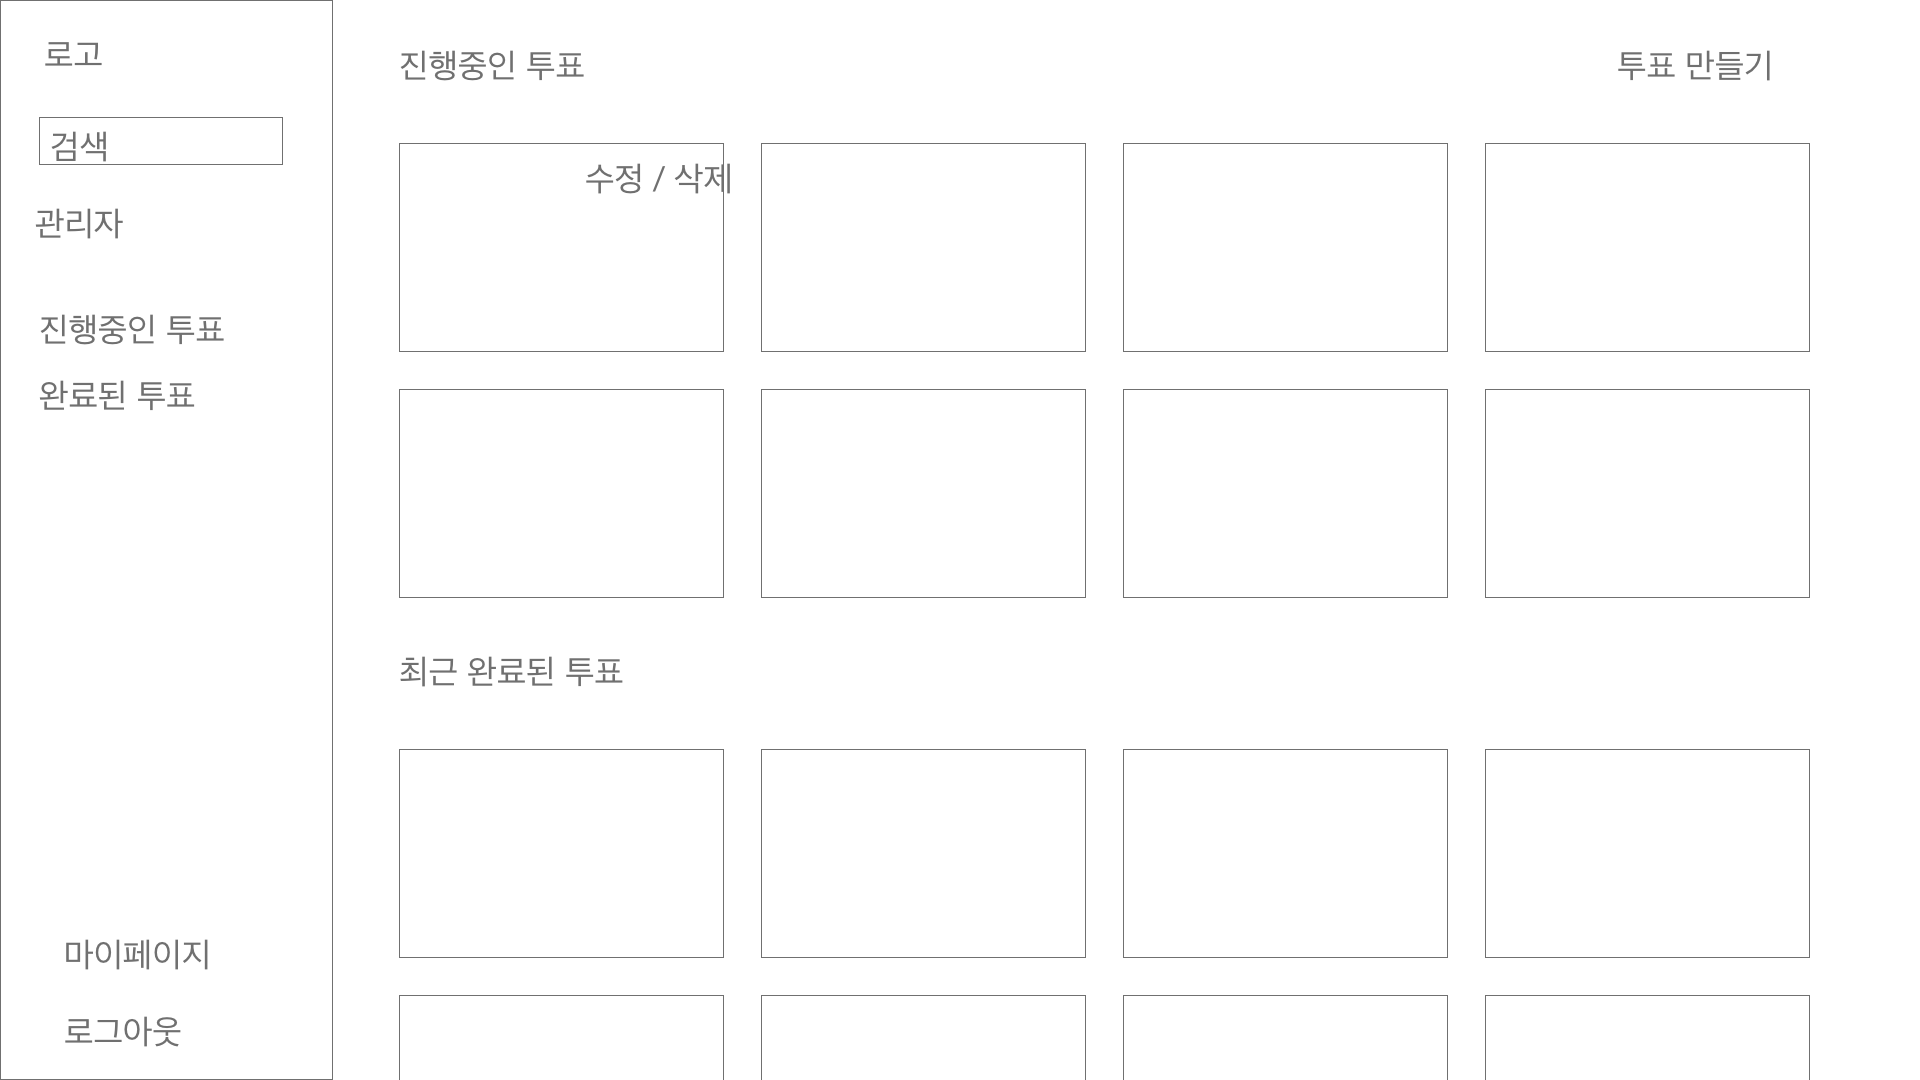 로고
검색
관리자
진행중인 투표
완료된 투표
마이페이지
로그아웃
진행중인 투표
투표 만들기
수정 / 삭제
최근 완료된 투표